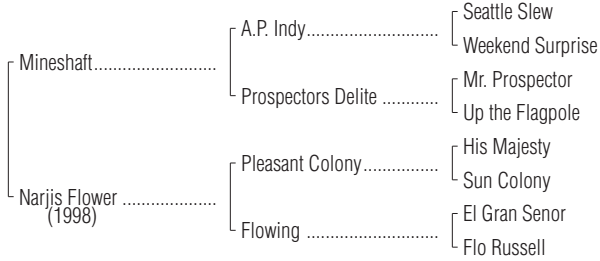 Seattle Slew
A.P. Indy..............................
Weekend Surprise
Mineshaft............................
Mr. Prospector
Prospectors Delite .............
Up the Flagpole
His Majesty
Pleasant Colony..................
Sun Colony
Narjis Flower .....................
(1998)
El Gran Senor
Flowing ..............................
Flo Russell